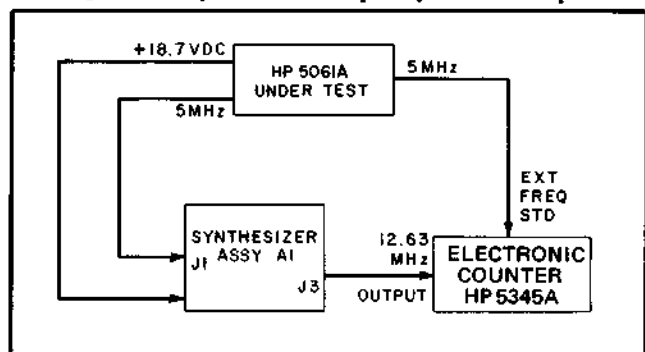 +18.7VDC
HP 5061A
UNDER TEST
5MHz
5MHz
EXT
FREQ
STD
SYNTHESIZER
ASSY A1
J1
J3
12.63
MHz
OUTPUT
ELECTRONIC
COUNTER
HP5345A